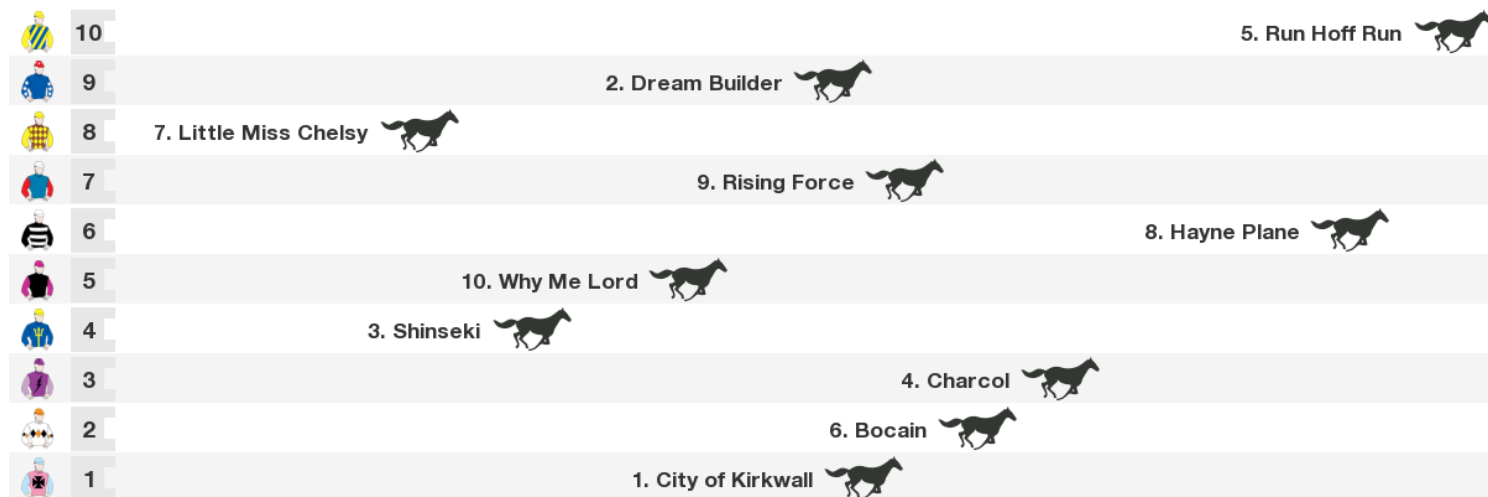 10 5. Run Hoff Run
9 2. Dream Builder
8 7. Little Miss Chelsy
7 9. Rising Force
6 8. Hayne Plane
5 10. Why Me Lord
4 3. Shinseki
3 4. Charcol
2 6. Bocain
1 1. City of Kirkwall